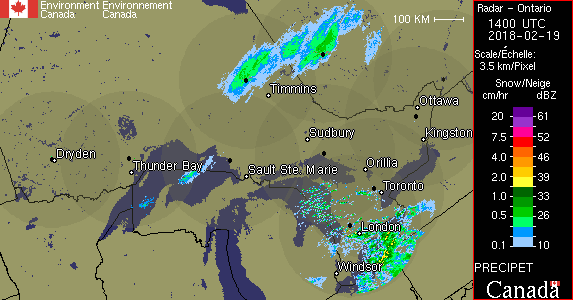 Environment Environnement
Canada Canada
100 KM
Radar - Ontario
1400 UTC
2018-02-19
Scale/Échelle:
3.5 km/Pixel
Snow/Neige
cm/hr dBZ
20 61
7.5 52
4.0 46
2.0 39
1.0 33
0.5 26
0.1 10
PRECIPET
Canada
Timmins
Ottawa
Sudbury
Kingston
Dryden
Thunder Bay
Sault Ste. Marie
Orillia
Toronto
London
Windsor